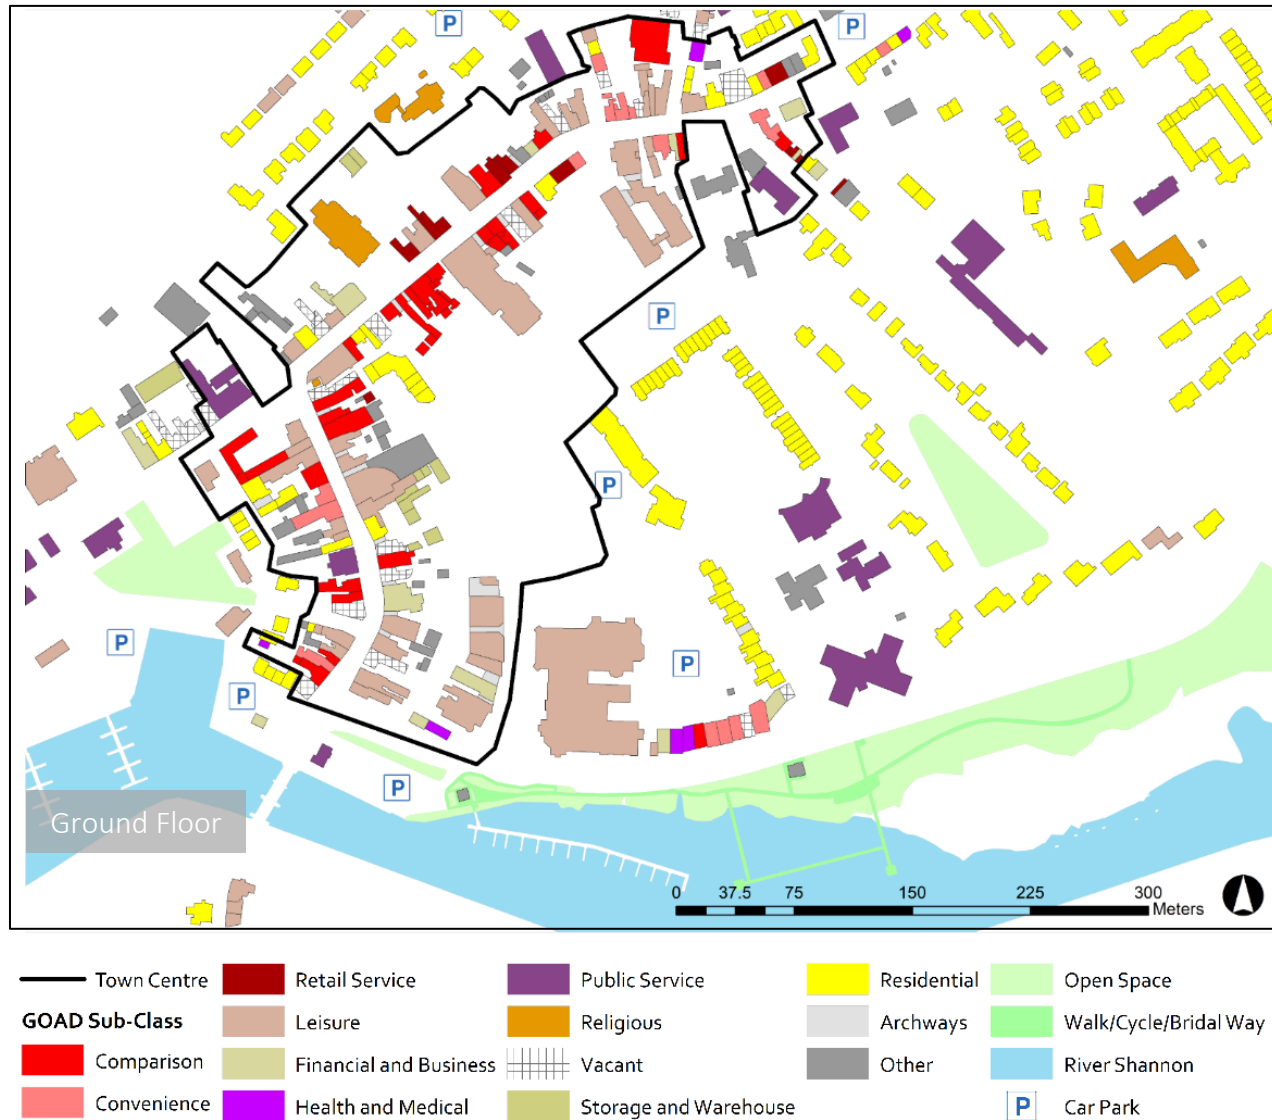 P
P
P
P
P
P
P
P
Ground Floor
0 37.5 75 150 225 300
Meters
Town Centre
Retail Service
Public Service
Residential
Open Space
GOAD Sub-Class
Leisure
Religious
Archways
Walk/Cycle/Bridal Way
Comparison
Financial and Business
Vacant
Other
River Shannon
Convenience
Health and Medical
Storage and Warehouse
P Car Park